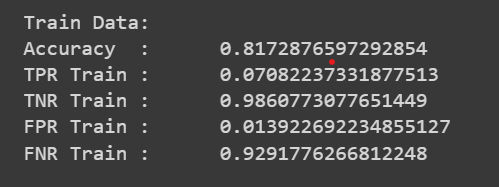 Train Data:
Accuracy  :     0.8172876597292854
TPR Train :     0.07082237331877513
TNR Train :     0.9860773077651449
FPR Train :     0.013922692234855127
FNR Train :     0.9291776266812248